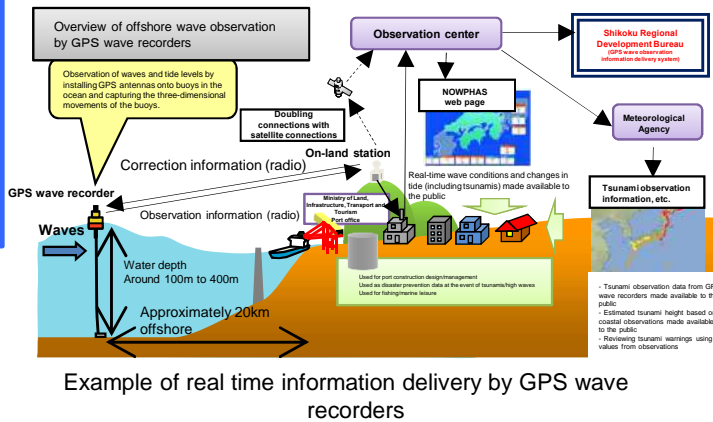 Overview of offshore wave observation
by GPS wave recorders
Observation of waves and tide levels by
installing GPS antennas onto buoys in the
ocean and capturing the three-dimensional
movements of the buoys.
Observation center
Shikoku Regional
Development Bureau
(GPS wave observation
information delivery system)
NOWPHAS
web page
Meteorological
Agency
Doubling
connections with
satellite connections
On-land station
Correction information (radio)
Real-time wave conditions and changes in
tide (including tsunamis) made available to
the public
Tsunami observation
information, etc.
GPS wave recorder
Observation information (radio)
Ministry of Land,
Infrastructure, Transport and
Tourism
Port office
Waves
Water depth
Around 100m to 400m
Used for port construction design/management
Used as disaster prevention data at the event of tsunamis/high waves
Used for fishing/marine leisure
Approximately 20km
offshore
- Tsunami observation data from GP
wave recorders made available to th
public
- Estimated tsunami height based o
coastal observations made available
to the public
- Reviewing tsunami warnings using
values from observations
Example of real time information delivery by GPS wave
recorders